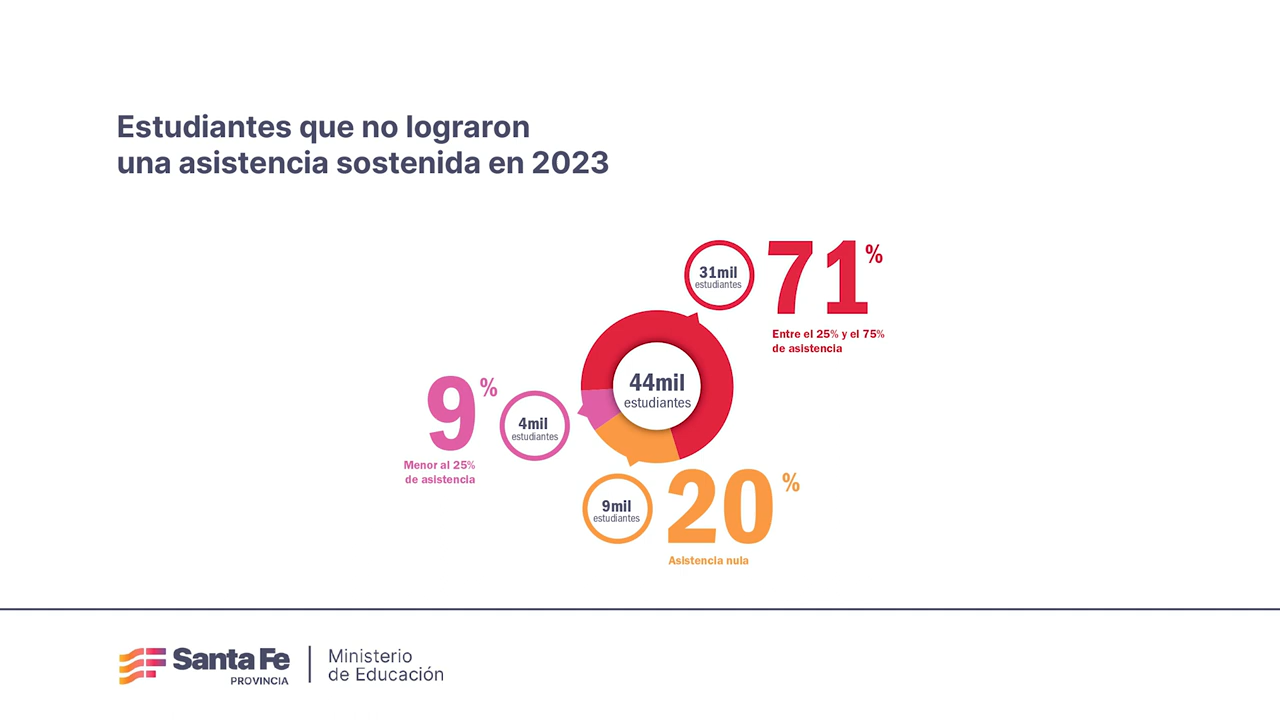 Estudiantes que no lograron
una asistencia sostenida en 2023
31mil
estudiantes
71%
Entre el 25% y el 75%
de asistencia
44mil
estudiantes
9%
4mil
estudiantes
Menor al 25%
de asistencia
9mil
estudiantes
20%
Asistencia nula
Santa Fe
PROVINCIA
Ministerio
de Educación